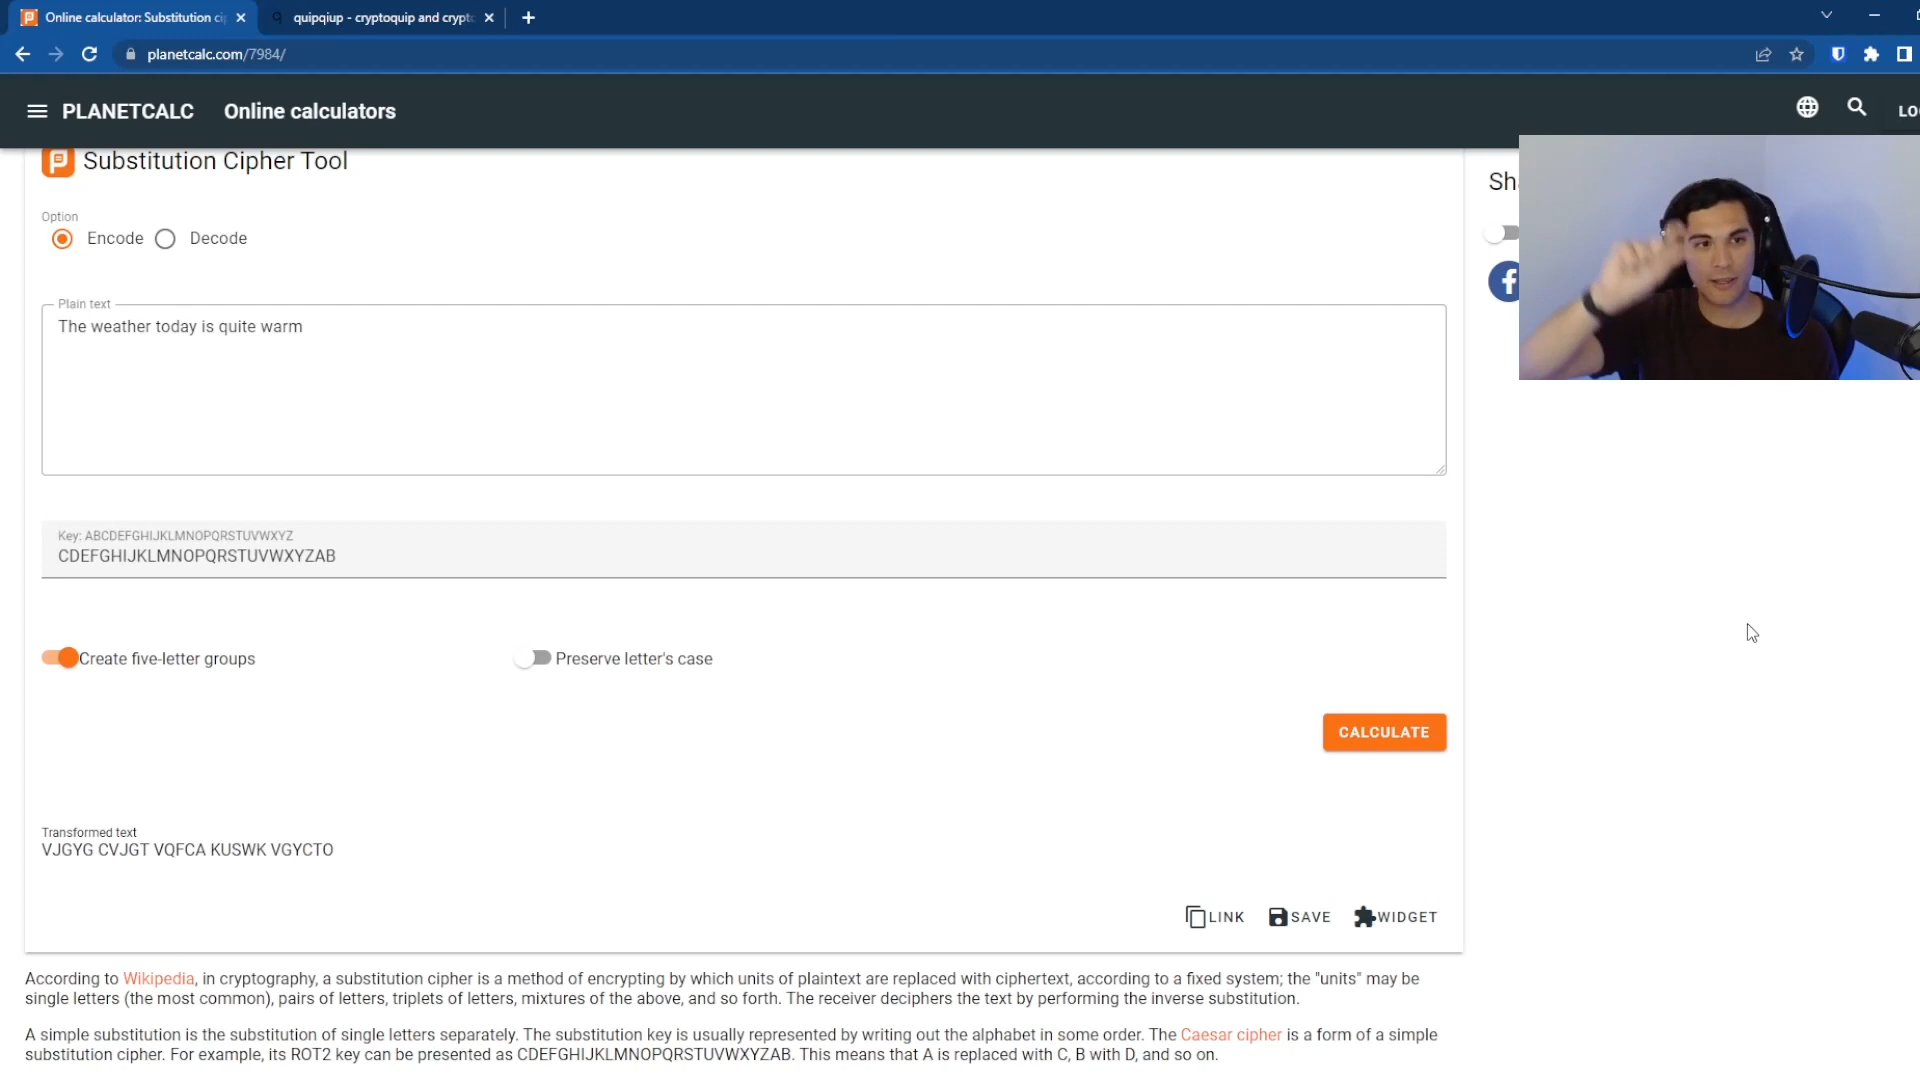 Online calculator: Substitution ci
quipqiup - cryptoquip and crypt
planetcalc.com/7984/
PLANETCALC Online calculators
LO
Substitution Cipher Tool
Sh
Option
Encode Decode
Plain text
The weather today is quite warm
Key: ABCDEFGHIJKLMNOPQRSTUVWXYZ
CDEFGHIJKLMNOPQRSTUVWXYZAB
Create five-letter groups Preserve letter's case
CALCULATE
Transformed text
VJGYG CVJGT VQFCA KUSWK VGYCTO
LINK SAVE WIDGET
According to Wikipedia, in cryptography, a substitution cipher is a method of encrypting by which units of plaintext are replaced with ciphertext, according to a fixed system; the "units" may be
single letters (the most common), pairs of letters, triplets of letters, mixtures of the above, and so forth. The receiver deciphers the text by performing the inverse substitution.
A simple substitution is the substitution of single letters separately. The substitution key is usually represented by writing out the alphabet in some order. The Caesar cipher is a form of a simple
substitution cipher. For example, its ROT2 key can be presented as CDEFGHIJKLMNOPQRSTUVWXYZAB. This means that A is replaced with C, B with D, and so on.